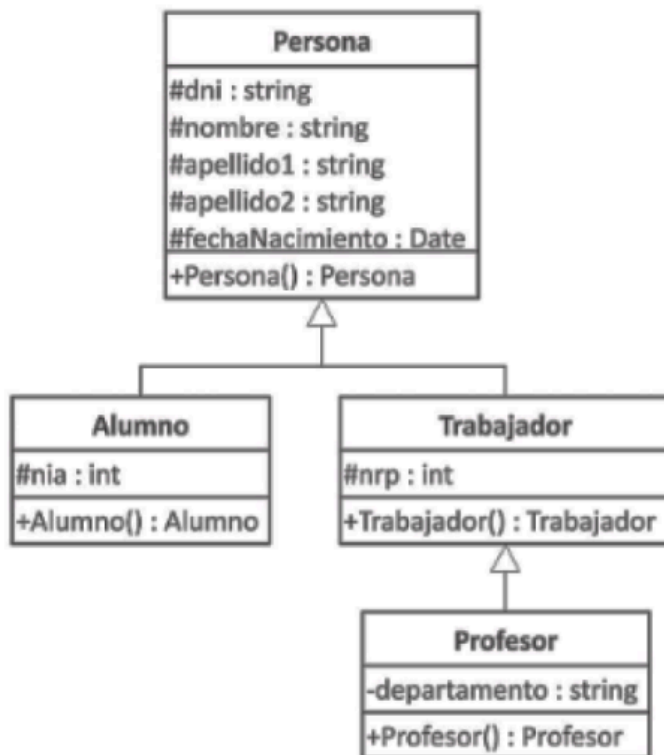 Persona
#dni : string
#nombre : string
#apellido1 : string
#apellido2 : string
#fechaNacimiento : Date
+Persona() : Persona
Alumno
#nia : int
+Alumno() : Alumno
Trabajador
#nrp : int
+Trabajador() : Trabajador
Profesor
-departamento : string
+Profesor() : Profesor